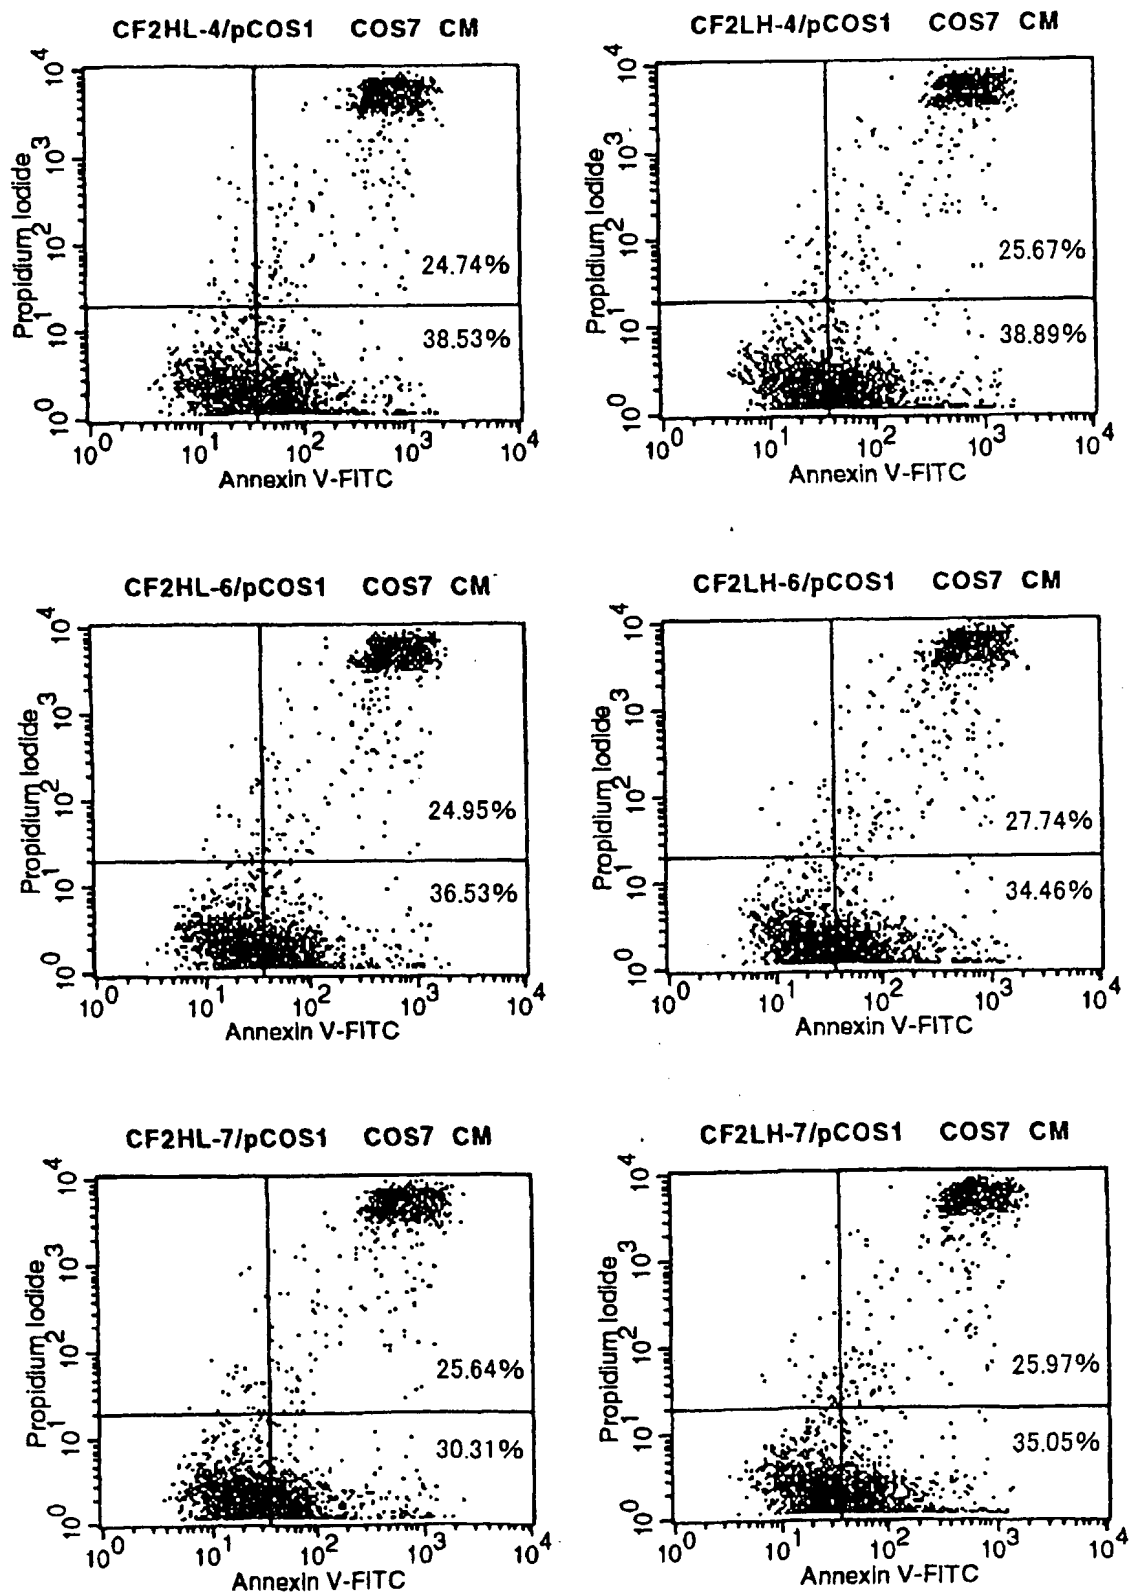 CF2HL-4/pCOS1 COS7 CM
10^4
10^3
10^2
10^1
10^0
Propidium Iodide
24.74%
38.53%
10^0 10^1 10^2 10^3 10^4
Annexin V-FITC
CF2LH-4/pCOS1 COS7 CM
10^4
10^3
10^2
10^1
10^0
Propidium Iodide
25.67%
38.89%
10^0 10^1 10^2 10^3 10^4
Annexin V-FITC
CF2HL-6/pCOS1 COS7 CM
10^4
10^3
10^2
10^1
10^0
Propidium Iodide
24.95%
36.53%
10^0 10^1 10^2 10^3 10^4
Annexin V-FITC
CF2LH-6/pCOS1 COS7 CM
10^4
10^3
10^2
10^1
10^0
Propidium Iodide
27.74%
34.46%
10^0 10^1 10^2 10^3 10^4
Annexin V-FITC
CF2HL-7/pCOS1 COS7 CM
10^4
10^3
10^2
10^1
10^0
Propidium Iodide
25.64%
30.31%
10^0 10^1 10^2 10^3 10^4
Annexin V-FITC
CF2LH-7/pCOS1 COS7 CM
10^4
10^3
10^2
10^1
10^0
Propidium Iodide
25.97%
35.05%
10^0 10^1 10^2 10^3 10^4
Annexin V-FITC